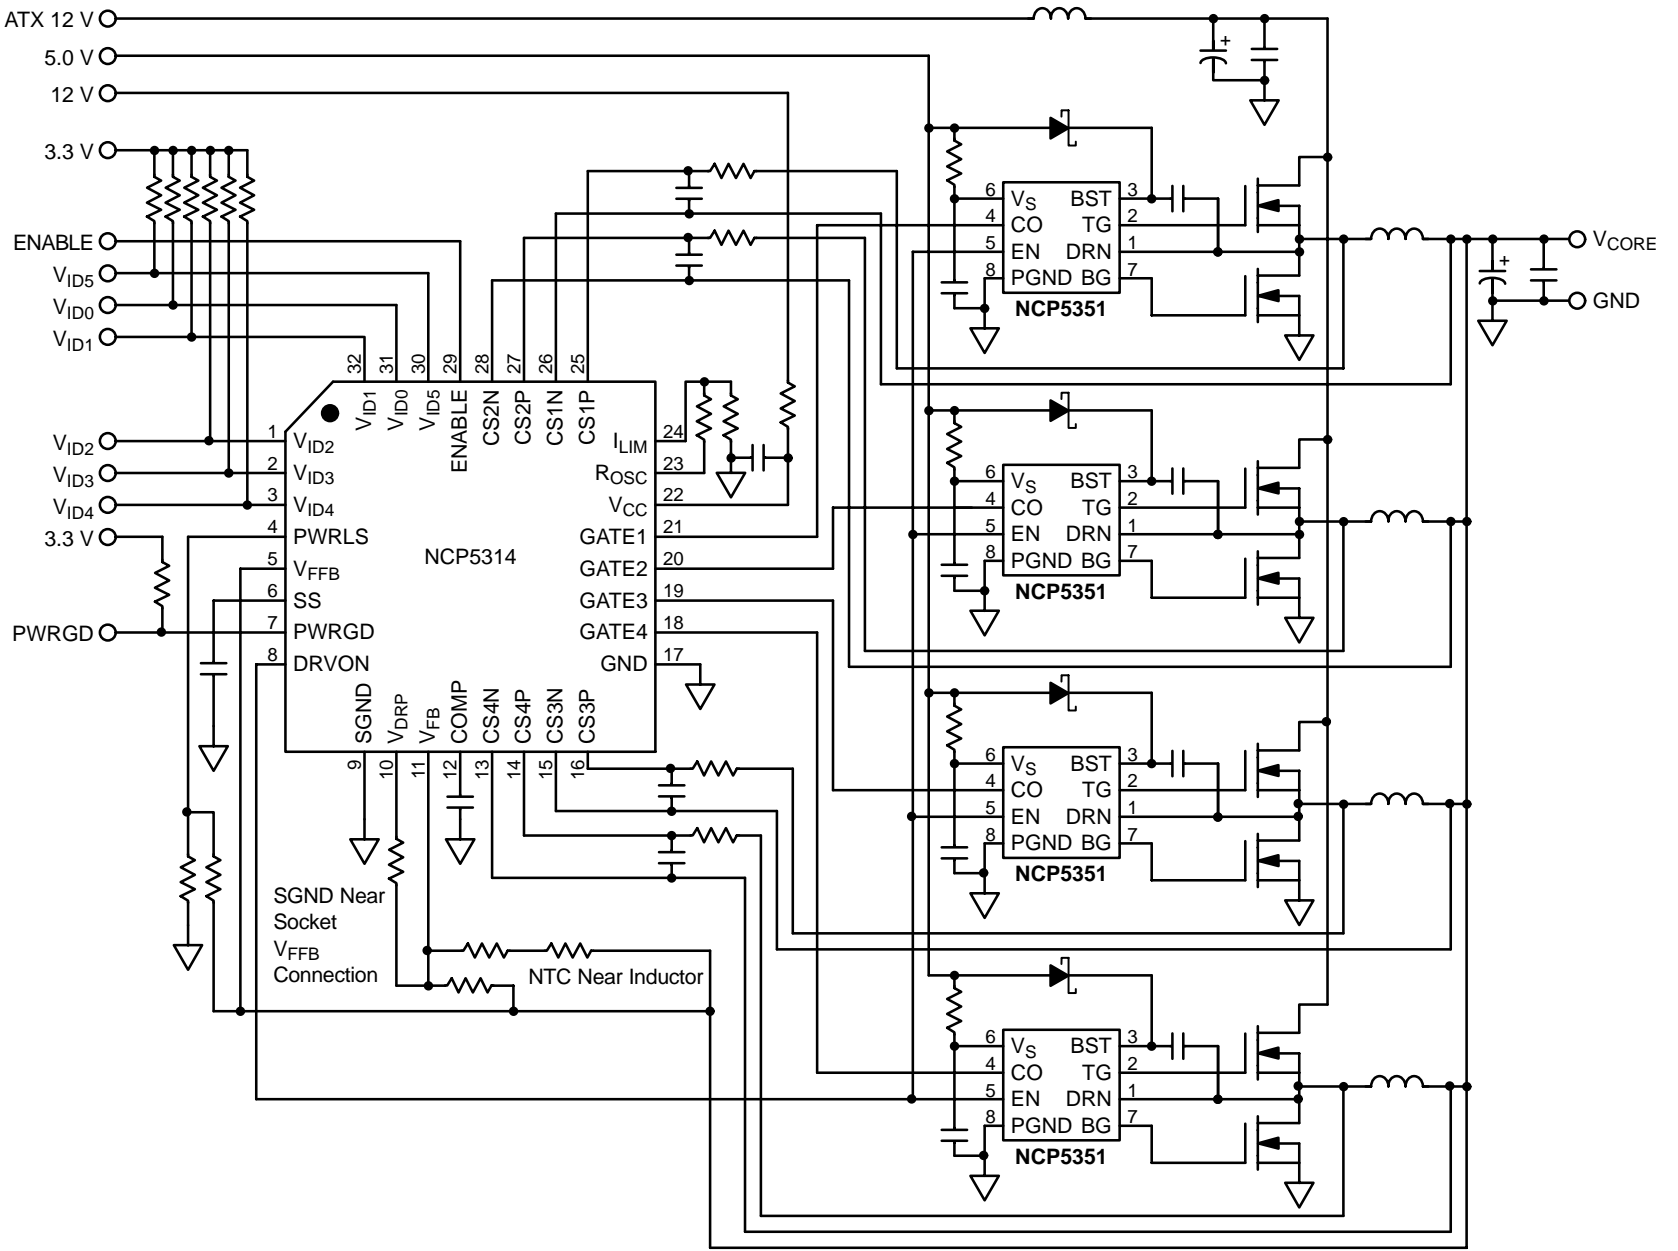 ATX 12 V
5.0 V
12 V
3.3 V
ENABLE
VID5
VID0
VID1
VID2
VID3
VID4
3.3 V
PWRGD
32
31
30
29
28
27
26
25
VID1
VID0
VID5
ENABLE
CS2N
CS2P
CS1N
CS1P
1 VID2
2 VID3
3 VID4
4 PWRLS
5 VFFB
6 SS
7 PWRGD
8 DRVON
NCP5314
ILIM 24
ROSC 23
VCC 22
GATE1 21
GATE2 20
GATE3 19
GATE4 18
GND 17
SGND
VDRP
VFB
COMP
CS4N
CS4P
CS3N
CS3P
9
10
11
12
13
14
15
16
SGND Near
Socket
VFFB
Connection
NTC Near Inductor
+
6 VS BST 3
4 CO TG 2
5 EN DRN 1
8 PGND BG 7
NCP5351
VCORE
+
GND
6 VS BST 3
4 CO TG 2
5 EN DRN 1
8 PGND BG 7
NCP5351
6 VS BST 3
4 CO TG 2
5 EN DRN 1
8 PGND BG 7
NCP5351
6 VS BST 3
4 CO TG 2
5 EN DRN 1
8 PGND BG 7
NCP5351